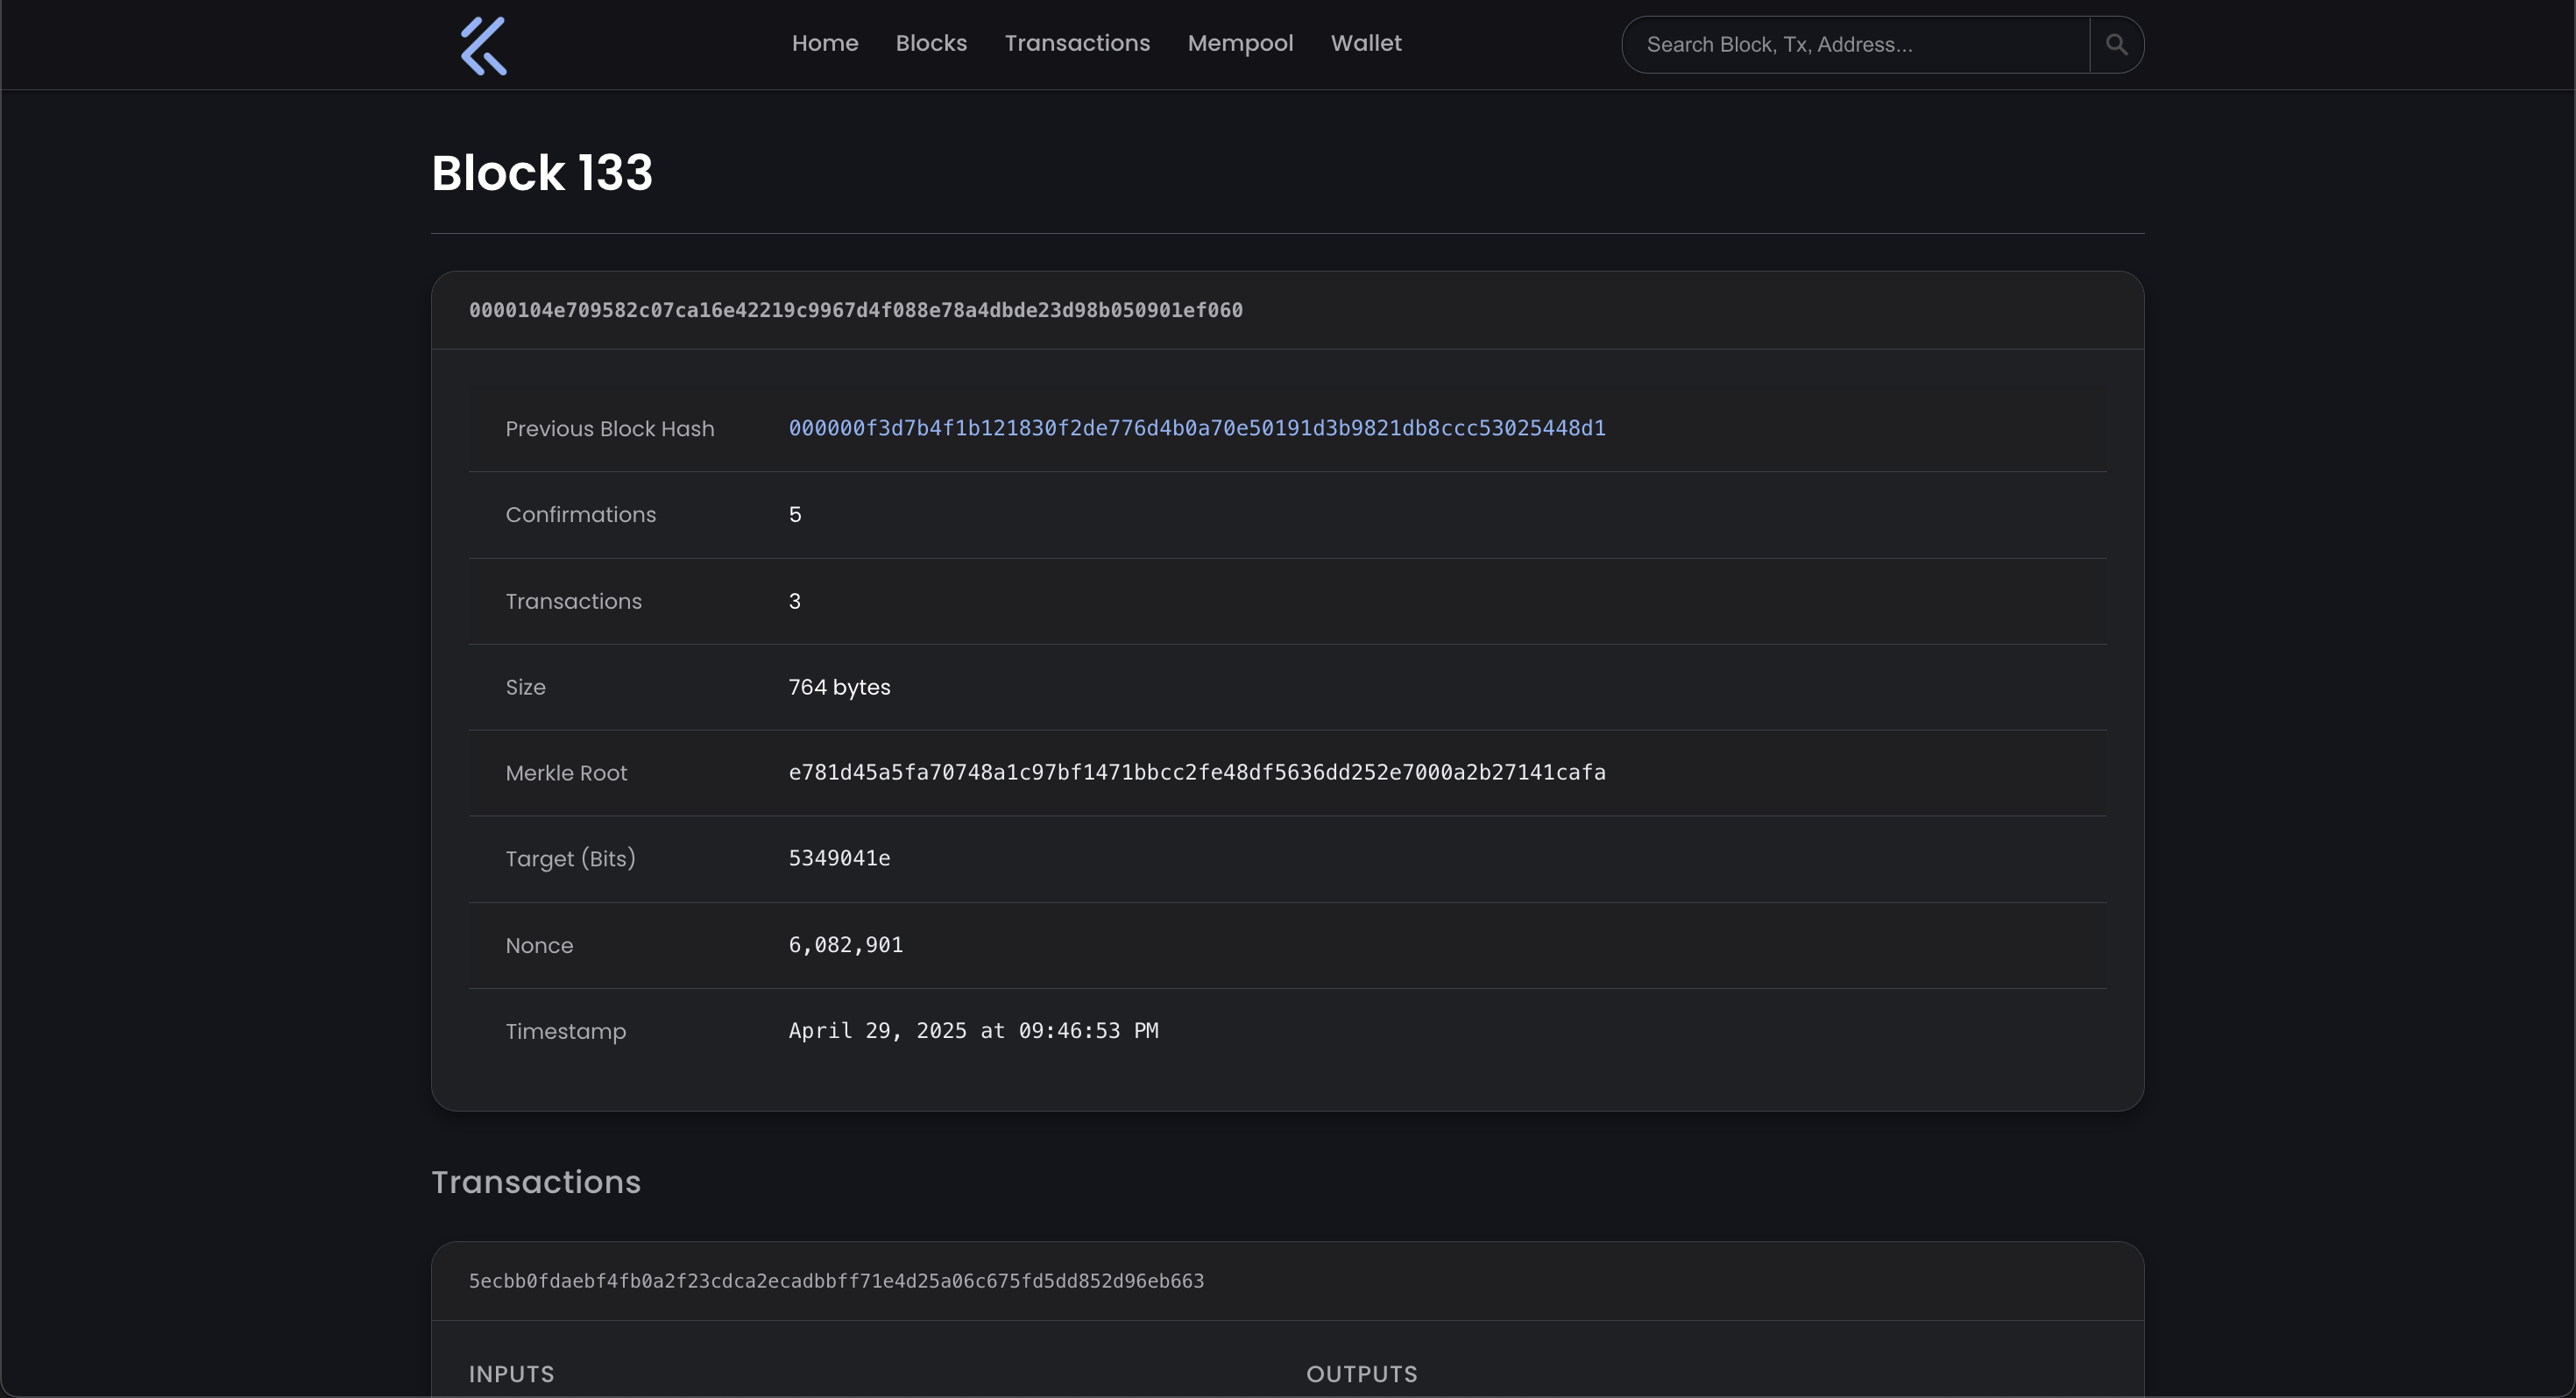 Home Blocks Transactions Mempool Wallet Search Block, Tx, Address...
Block 133
0000104e709582c07ca16e42219c9967d4f088e78a4dbde23d98b050901ef060
Previous Block Hash 000000f3d7b4f1b121830f2de776d4b0a70e50191d3b9821db8ccc53025448d1
Confirmations 5
Transactions 3
Size 764 bytes
Merkle Root e781d45a5fa70748a1c97bf1471bbcc2fe48df5636dd252e7000a2b27141cafa
Target (Bits) 5349041e
Nonce 6,082,901
Timestamp April 29, 2025 at 09:46:53 PM
Transactions
5ecbb0fdaebf4fb0a2f23cdca2ecadbbff71e4d25a06c675fd5dd852d96eb663
INPUTS OUTPUTS